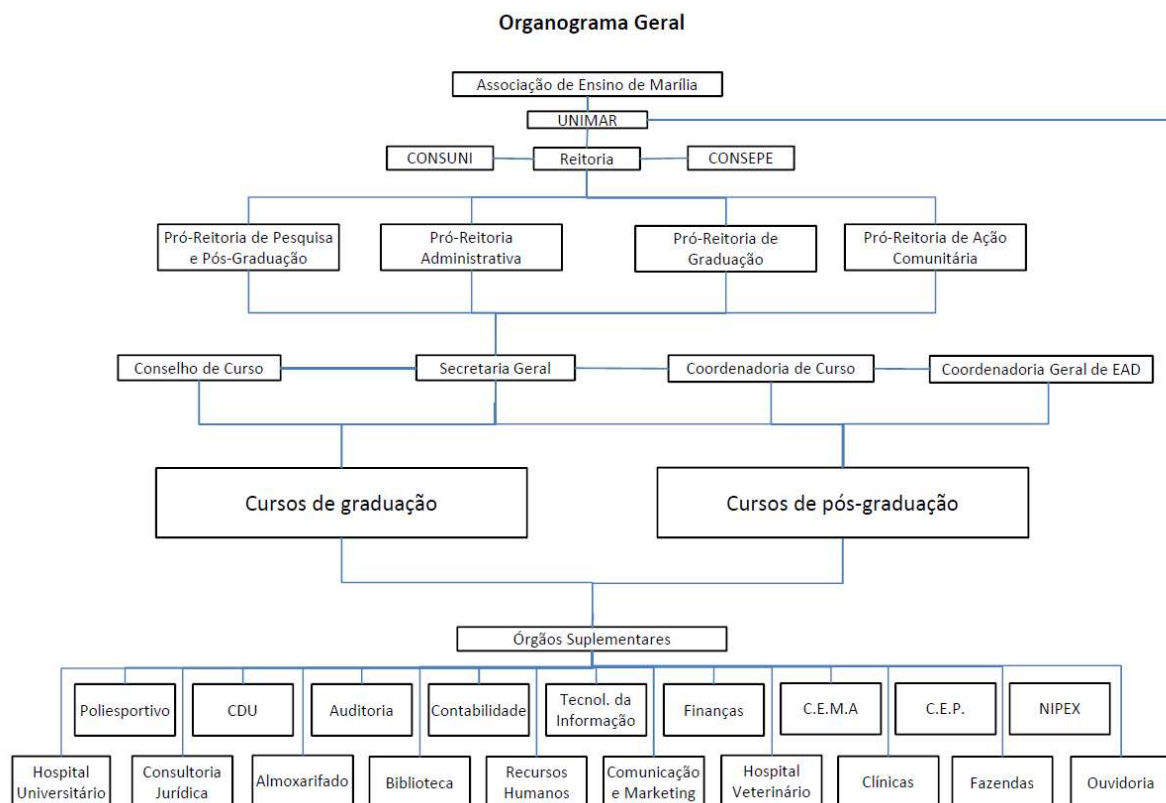 Organograma Geral
Associação de Ensino de Marília
UNIMAR
CONSUNI
Reitoria
CONSEPE
Pró-Reitoria de Pesquisa
e Pós-Graduação
Pró-Reitoria
Administrativa
Pró-Reitoria de
Graduação
Pró-Reitoria de Ação
Comunitária
Conselho de Curso
Secretaria Geral
Coordenadoria de Curso
Coordenadoria Geral de EAD
Cursos de graduação
Cursos de pós-graduação
Órgãos Suplementares
Poliesportivo
CDU
Auditoria
Contabilidade
Tecnol. da
Informação
Finanças
C.E.M.A
C.E.P.
NIPEX
Hospital
Universitário
Consultoria
Jurídica
Almoxarifado
Biblioteca
Recursos
Humanos
Comunicação
e Marketing
Hospital
Veterinário
Clínicas
Fazendas
Ouvidoria